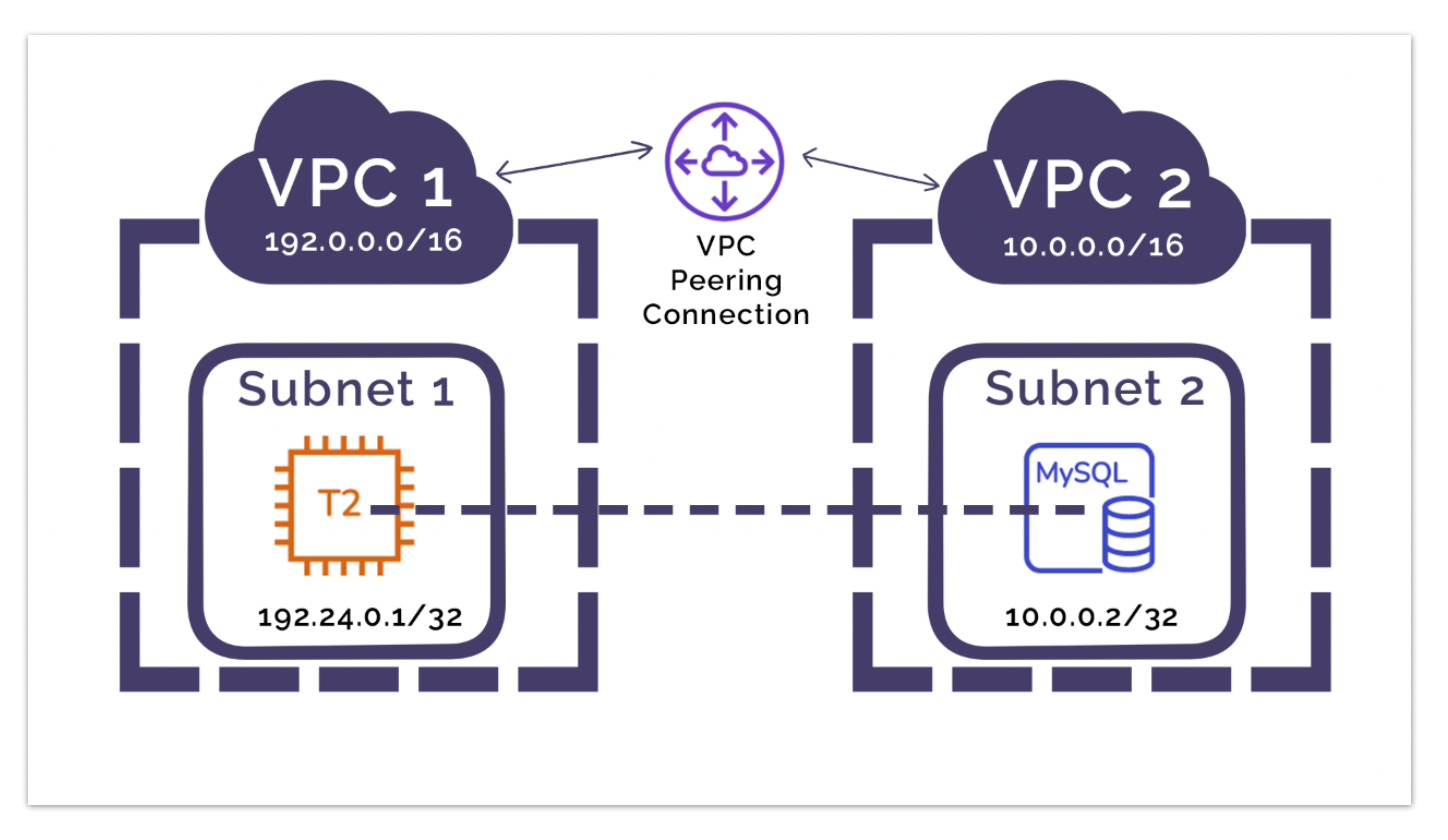 VPC 1
192.0.0.0/16
VPC
Peering
Connection
VPC 2
10.0.0.0/16
Subnet 1
T2
192.24.0.1/32
Subnet 2
MySQL
10.0.0.2/32